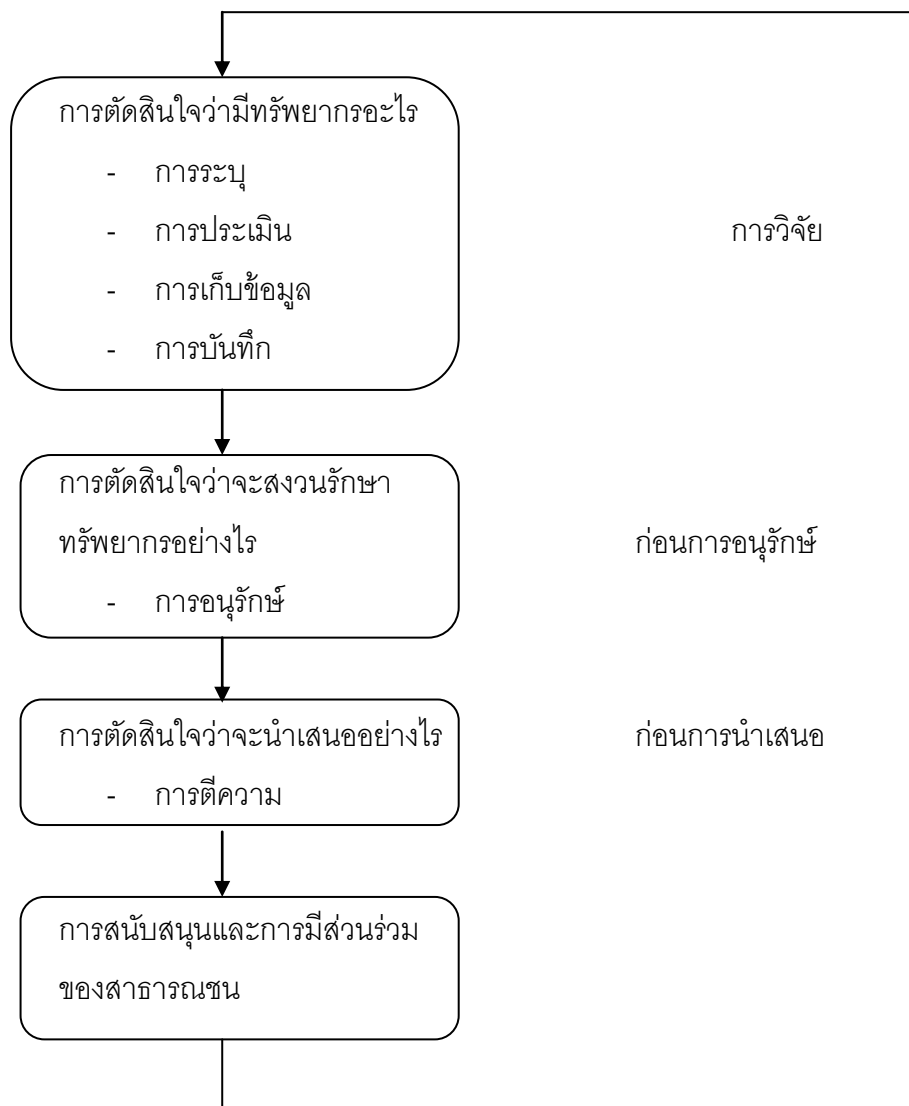 การตัดสินใจว่ามีทรัพยากรอะไร
- การระบุ
- การประเมิน
การวิจัย
- การเก็บข้อมูล
- การบันทึก
การตัดสินใจว่าจะสงวนรักษา
ทรัพยากรอย่างไร
ก่อนการอนุรักษ์
- การอนุรักษ์
การตัดสินใจว่าจะนำเสนออย่างไร
ก่อนการนำเสนอ
- การตีความ
การสนับสนุนและการมีส่วนร่วม
ของสาธารณชน